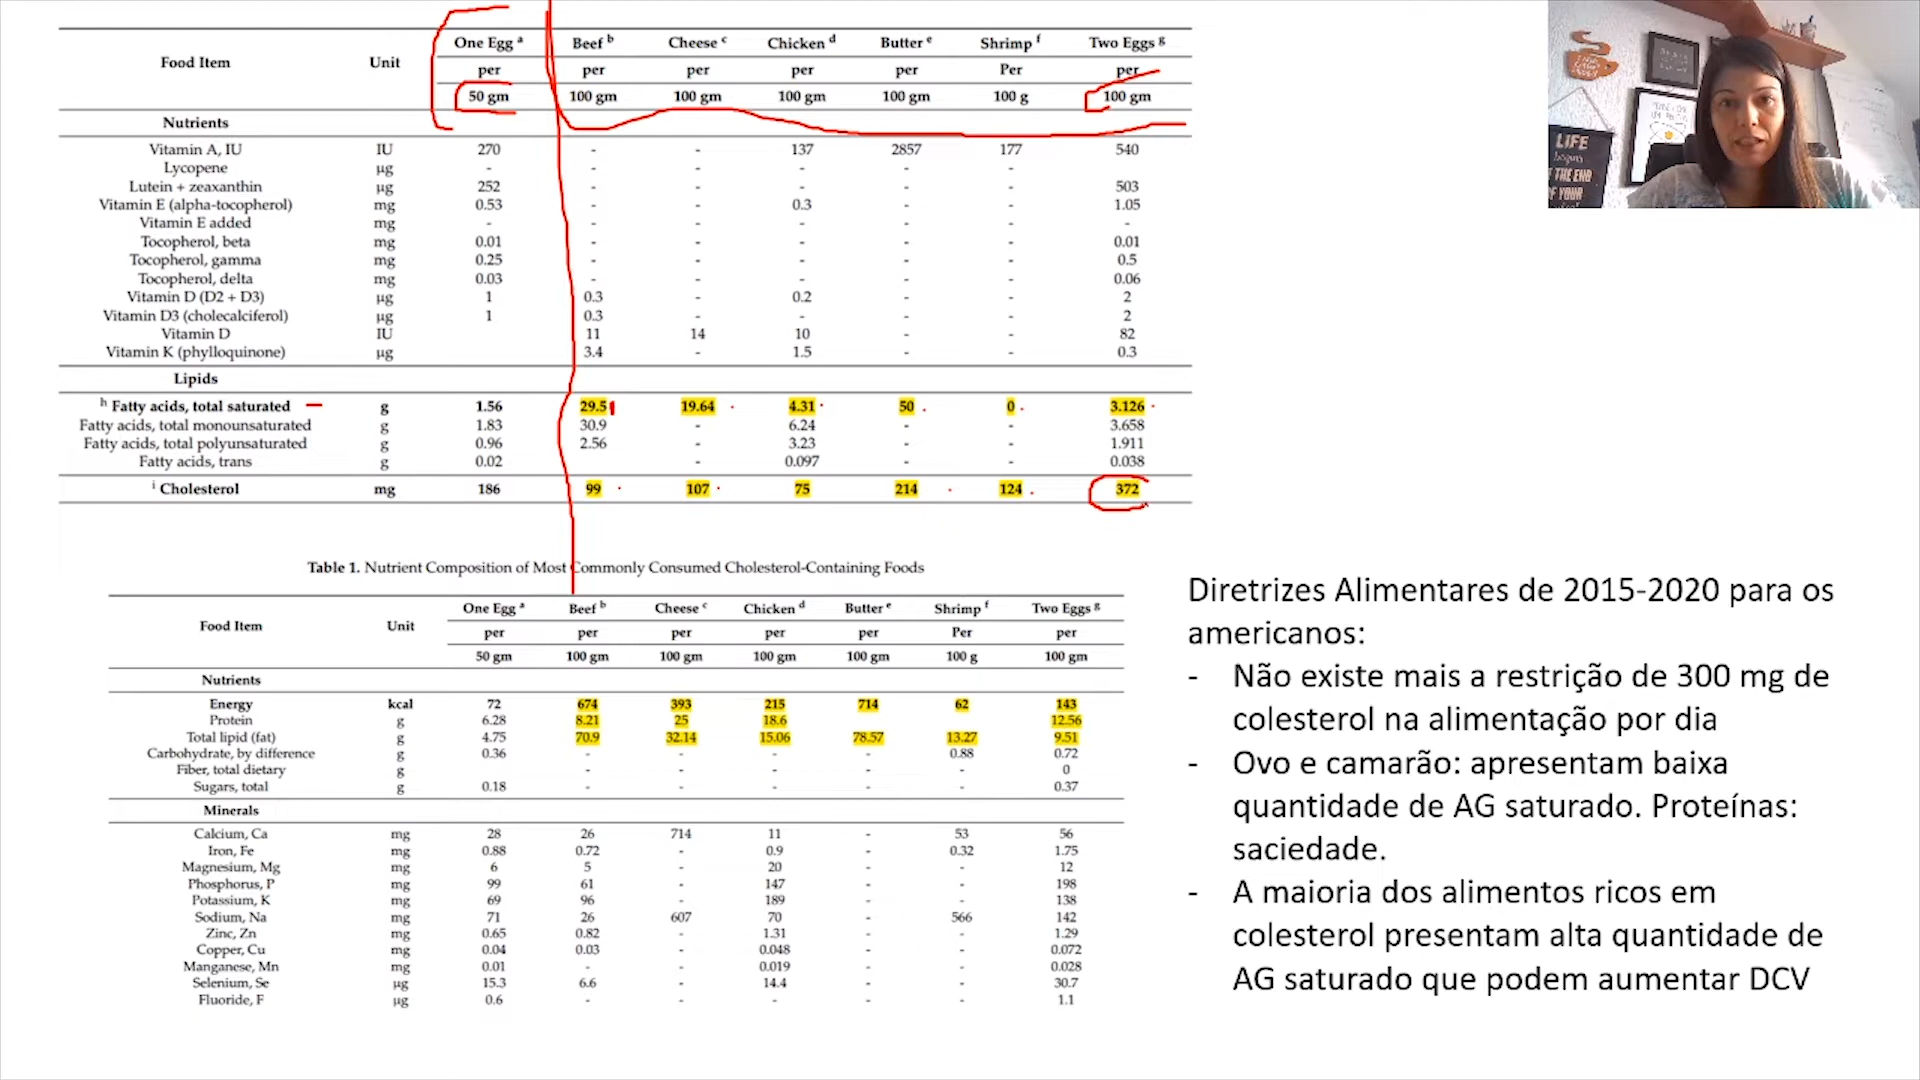 Food Item Unit One Egg a Beef b Cheese c Chicken d Butter e Shrimp f Two Eggs g
per per per per per Per per
50 gm 100 gm 100 gm 100 gm 100 gm 100 g 100 gm
Nutrients
Vitamin A, IU IU 270 - - 137 2857 177 540
Lycopene µg - - - - - -
Lutein + zeaxanthin µg 252 - - - - - 503
Vitamin E (alpha-tocopherol) mg 0.53 - - 0.3 - - 1.05
Vitamin E added mg - - - - - - -
Tocopherol, beta mg 0.01 - - - - - 0.01
Tocopherol, gamma mg 0.25 - - - - - 0.5
Tocopherol, delta mg 0.03 - - - - - 0.06
Vitamin D (D2 + D3) µg 1 0.3 - 0.2 - - 2
Vitamin D3 (cholecalciferol) µg 1 0.3 - - - - 2
Vitamin D IU 11 14 10 - - 82
Vitamin K (phylloquinone) µg 3.4 - 1.5 - - 0.3
Lipids
h Fatty acids, total saturated g 1.56 29.5 19.64 4.31 50 0 3.126
Fatty acids, total monounsaturated g 1.83 30.9 - 6.24 - - 3.658
Fatty acids, total polyunsaturated g 0.96 2.56 - 3.23 - - 1.911
Fatty acids, trans g 0.02 - 0.097 - - 0.038
i Cholesterol mg 186 99 107 75 214 124 372
Table 1. Nutrient Composition of Most Commonly Consumed Cholesterol-Containing Foods
Food Item Unit One Egg a Beef b Cheese c Chicken d Butter e Shrimp f Two Eggs g
per per per per per Per per
50 gm 100 gm 100 gm 100 gm 100 gm 100 g 100 gm
Nutrients
Energy kcal 72 674 393 215 714 62 143
Protein g 6.28 8.21 25 18.6 12.56
Total lipid (fat) g 4.75 70.9 32.14 15.06 78.57 13.27 9.51
Carbohydrate, by difference g 0.36 - - - - 0.88 0.72
Fiber, total dietary g - - - - - 0
Sugars, total g 0.18 - - - - - 0.37
Minerals
Calcium, Ca mg 28 26 714 11 - 53 56
Iron, Fe mg 0.88 0.72 - 0.9 - 0.32 1.75
Magnesium, Mg mg 6 5 - 20 - - 12
Phosphorus, P mg 99 61 - 147 - - 198
Potassium, K mg 69 96 - 189 - - 138
Sodium, Na mg 71 26 607 70 - 566 142
Zinc, Zn mg 0.65 0.82 - 1.31 - - 1.29
Copper, Cu mg 0.04 0.03 - 0.048 - - 0.072
Manganese, Mn mg 0.01 - - 0.019 - - 0.028
Selenium, Se µg 15.3 6.6 - 14.4 - - 30.7
Fluoride, F µg 0.6 - - - - - 1.1
Diretrizes Alimentares de 2015-2020 para os
americanos:
- Não existe mais a restrição de 300 mg de
colesterol na alimentação por dia
- Ovo e camarão: apresentam baixa
quantidade de AG saturado. Proteínas:
saciedade.
- A maioria dos alimentos ricos em
colesterol presentam alta quantidade de
AG saturado que podem aumentar DCV
LIFE
begins
THE END
OF YOUR